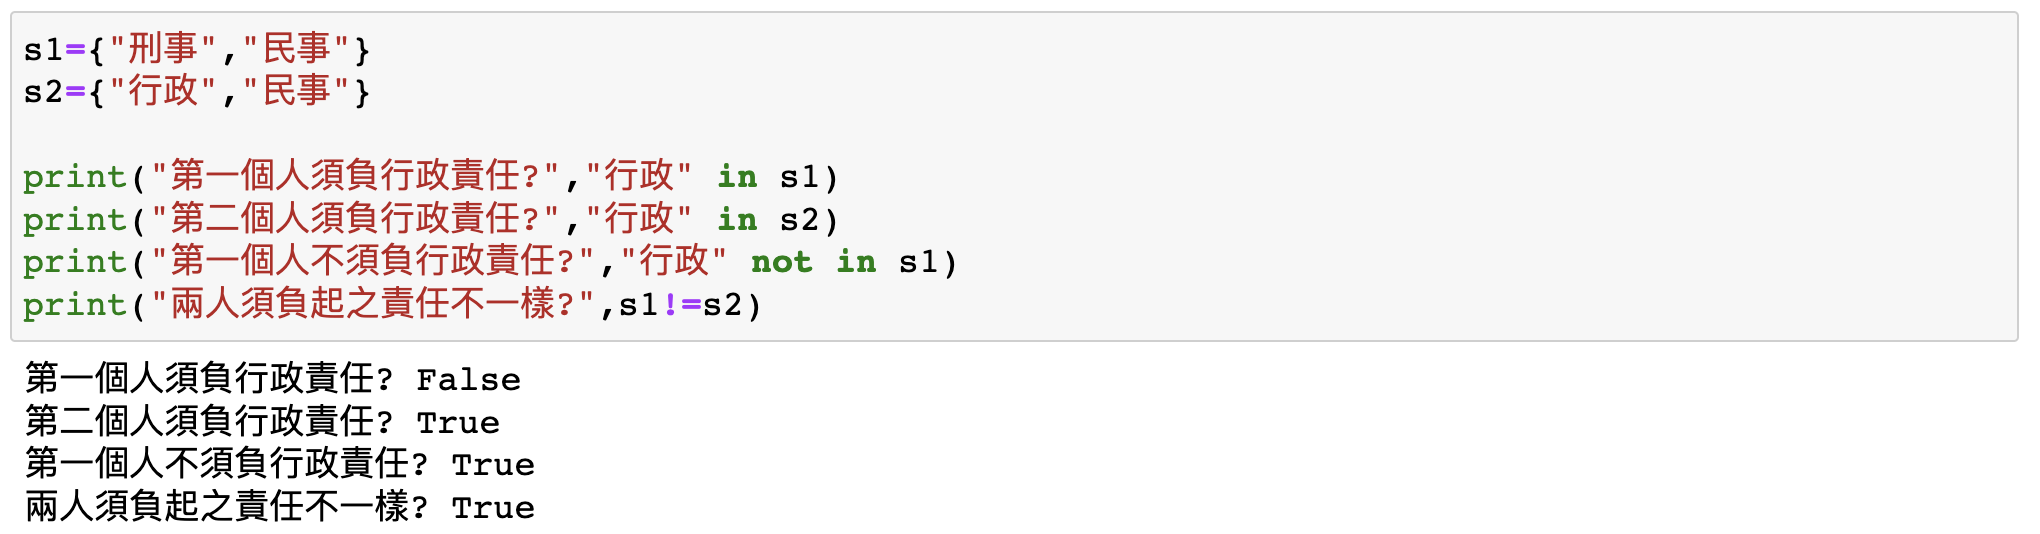 s1={"刑事","民事"}
s2={"行政","民事"}
print("第一個人須負行政責任?","行政" in s1)
print("第二個人須負行政責任?","行政" in s2)
print("第一個人不須負行政責任?","行政" not in s1)
print("兩人須負起之責任不一樣?",s1!=s2)
第一個人須負行政責任? False
第二個人須負行政責任? True
第一個人不須負行政責任? True
兩人須負起之責任不一樣? True